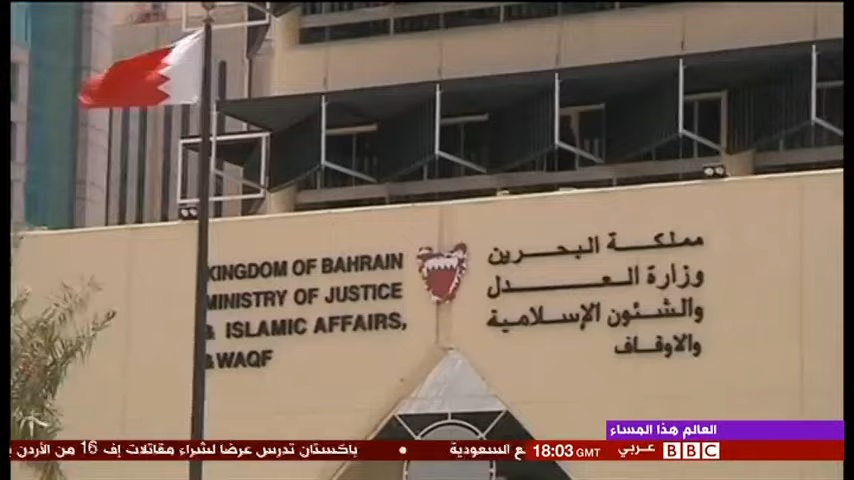 KINGDOM OF BAHRAIN
MINISTRY OF JUSTICE
& ISLAMIC AFFAIRS,
& WAQF
مملكة البحرين
وزارة العدل
والشئون الإسلامية
والاوقاف
العالم هذا المساء
BBC عربي
18:03 GMT
ع السعودية • باكستان تدرس عرضا لشراء مقاتلات إف 16 من الأردن